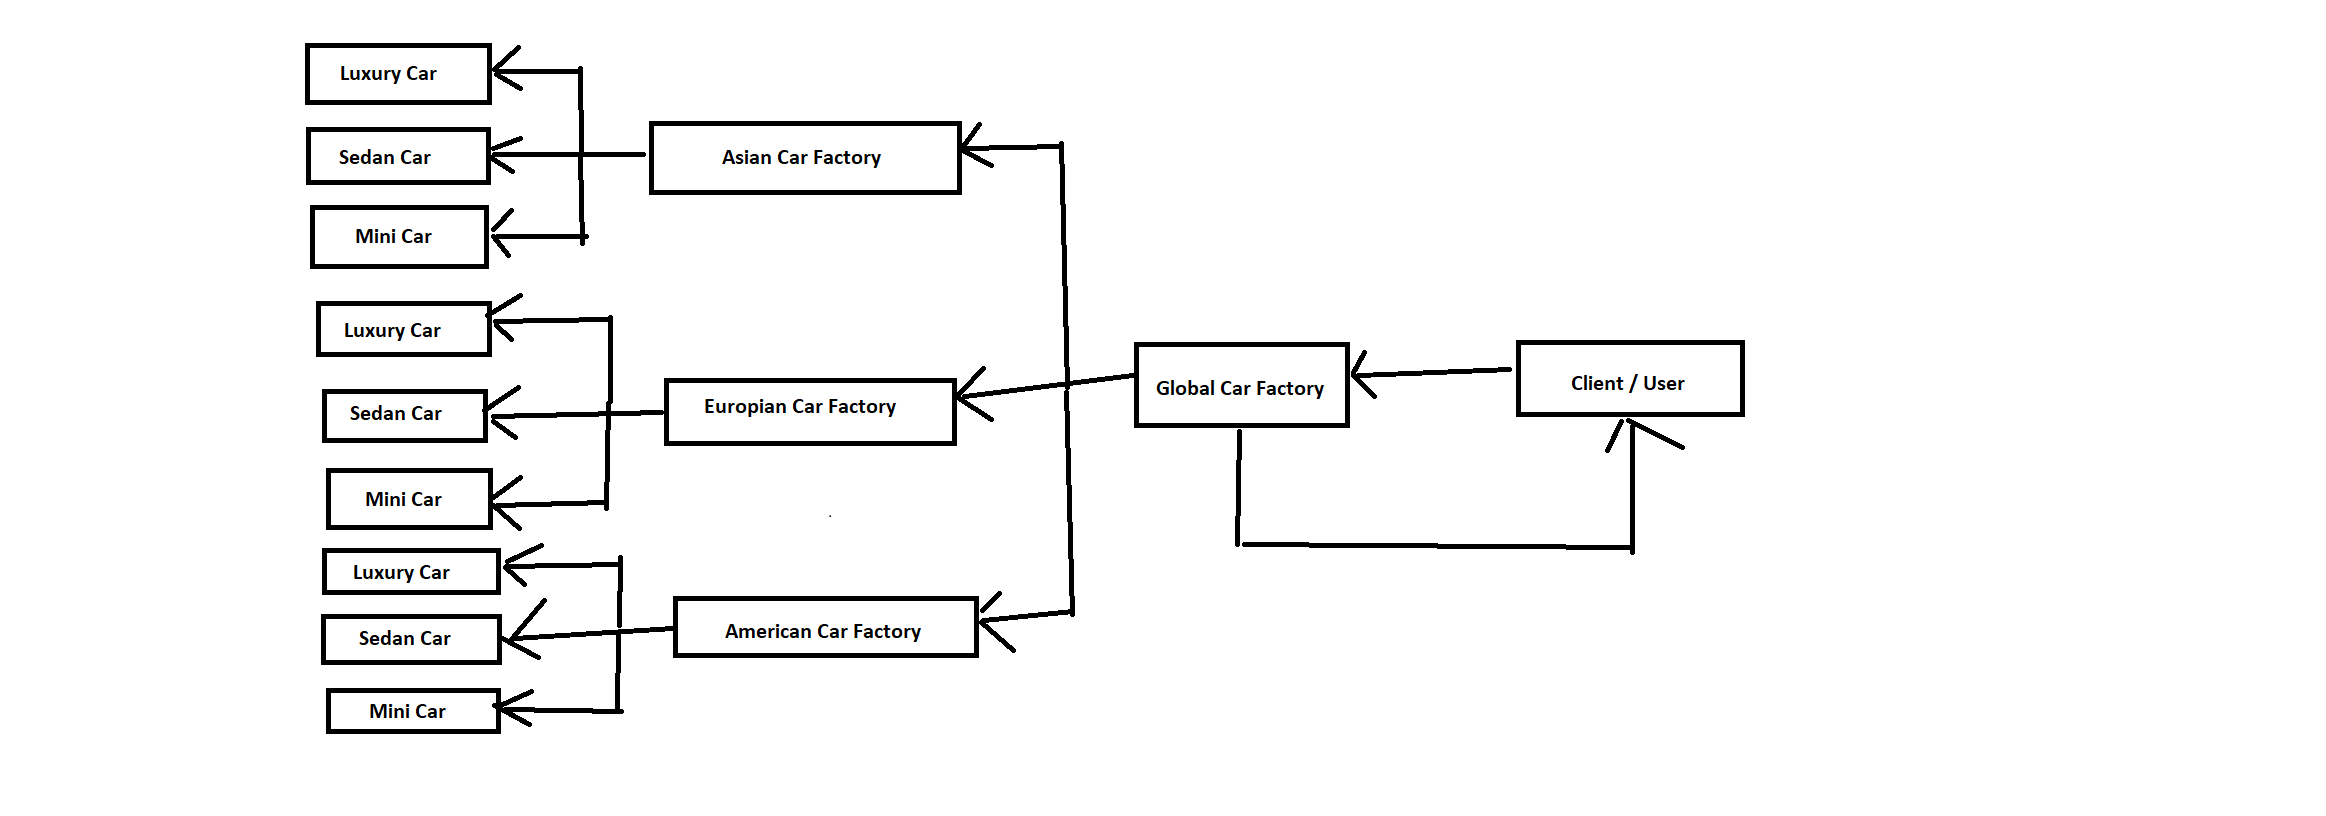 Luxury Car
Sedan Car
Mini Car
Asian Car Factory
Luxury Car
Sedan Car
Mini Car
Europian Car Factory
Luxury Car
Sedan Car
Mini Car
American Car Factory
Global Car Factory
Client / User